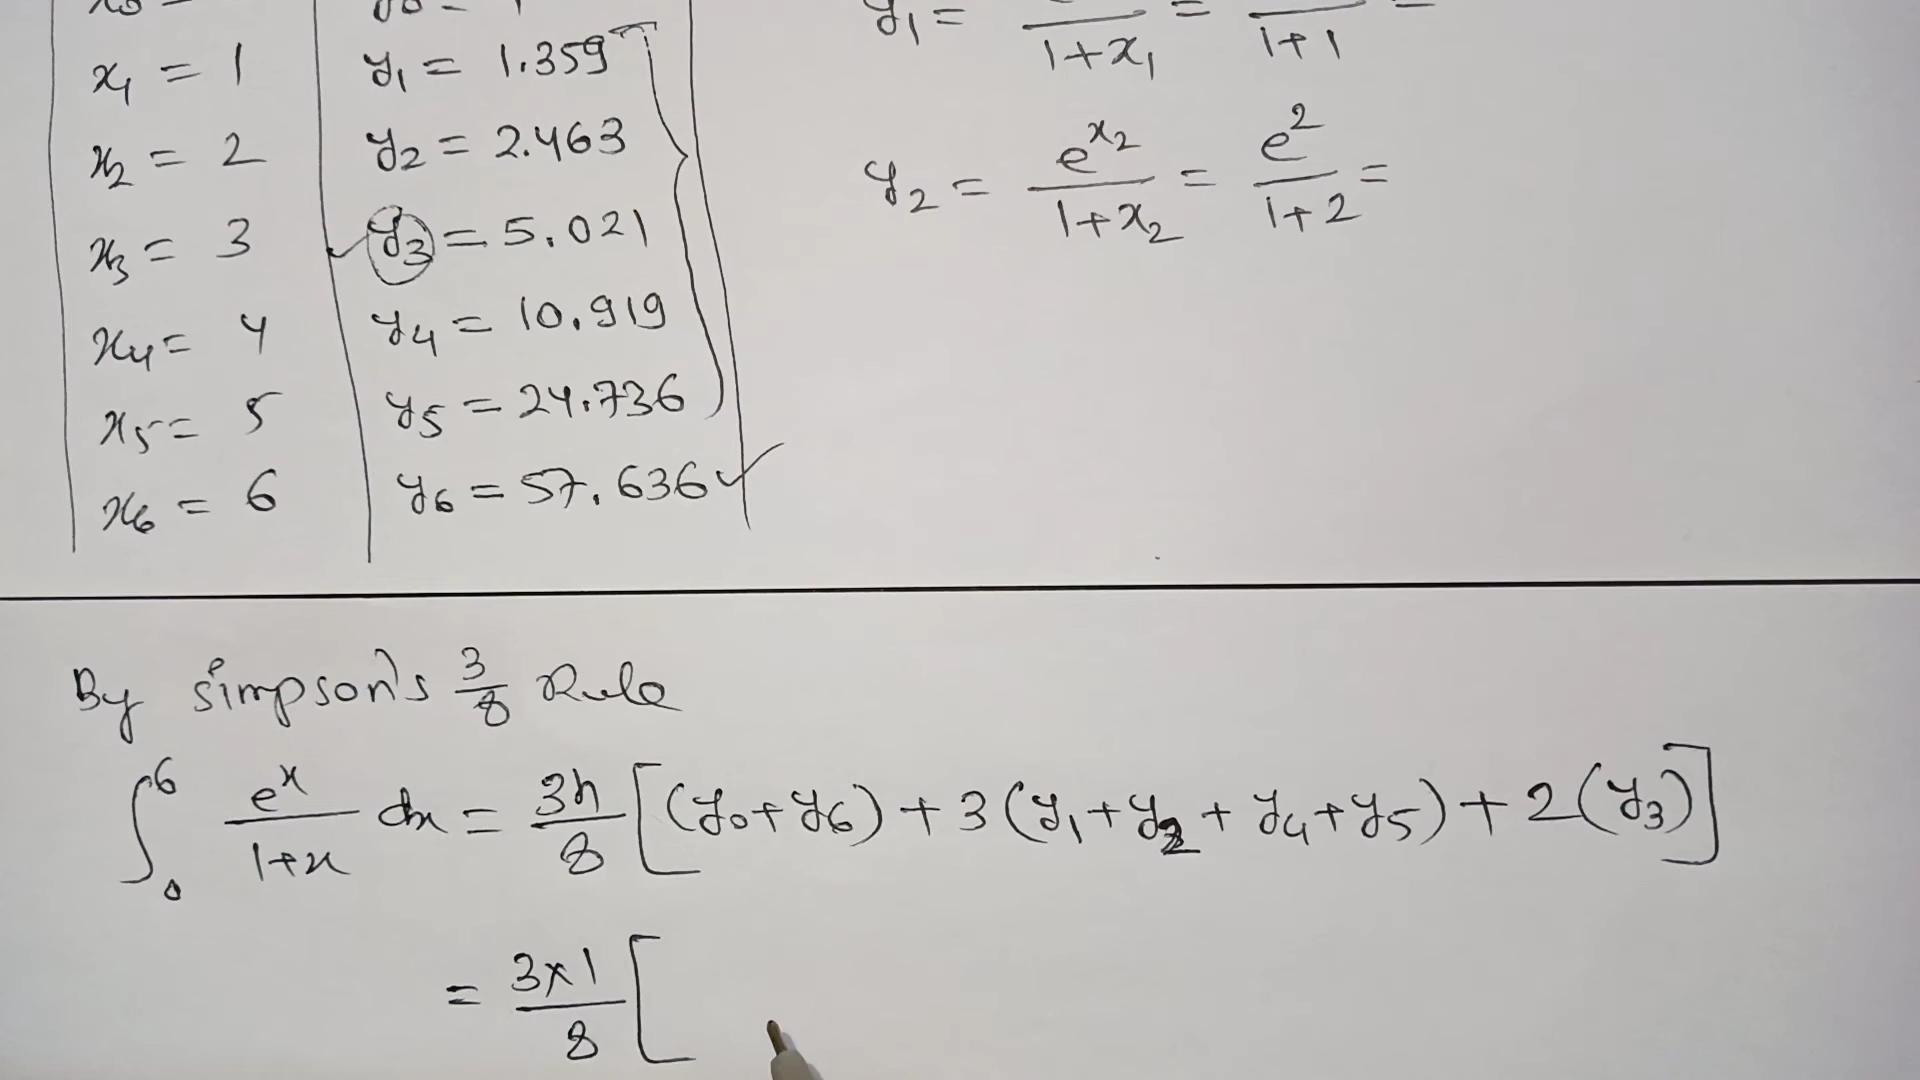 x₁ = 1 y₁ = 1.359 y₁ = 1+x₁ = 1+1 =
x₂ = 2 y₂ = 2.463 y₂ = e^x₂/1+x₂ = e²/1+2 =
x₃ = 3 y₃ = 5.021
x₄ = 4 y₄ = 10.919
x₅ = 5 y₅ = 24.736
x₆ = 6 y₆ = 57.636
By simpson's 3/8 Rule
∫₀⁶ e^x/1+x dx = 3h/8 [(y₀+y₆) + 3(y₁+y₂+y₄+y₅) + 2(y₃)]
= 3×1/8 [